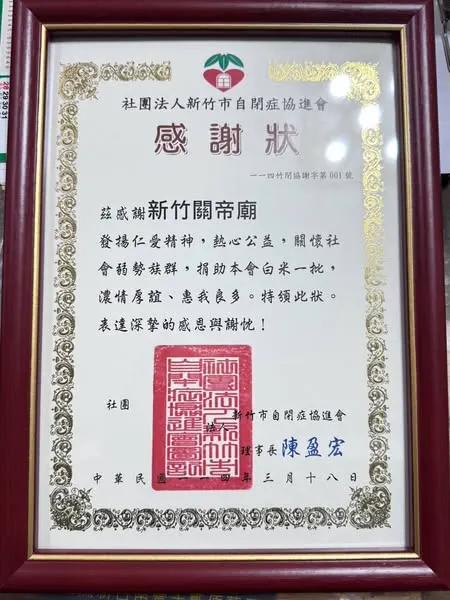 社團法人新竹市自閉症協進會
感謝狀
一一四竹閉協謝字第001號
茲感謝新竹關帝廟
發揚仁愛精神，熱心公益，關懷社
會弱勢族群，捐助本會白米一批，
濃情厚誼、惠我良多。特頒此狀。
表達深摯的感恩與謝忱！
社團
法人
新竹市自閉症協進會
理事長 陳盈宏
中華民國一一四年三月十八日
28
29
30
31